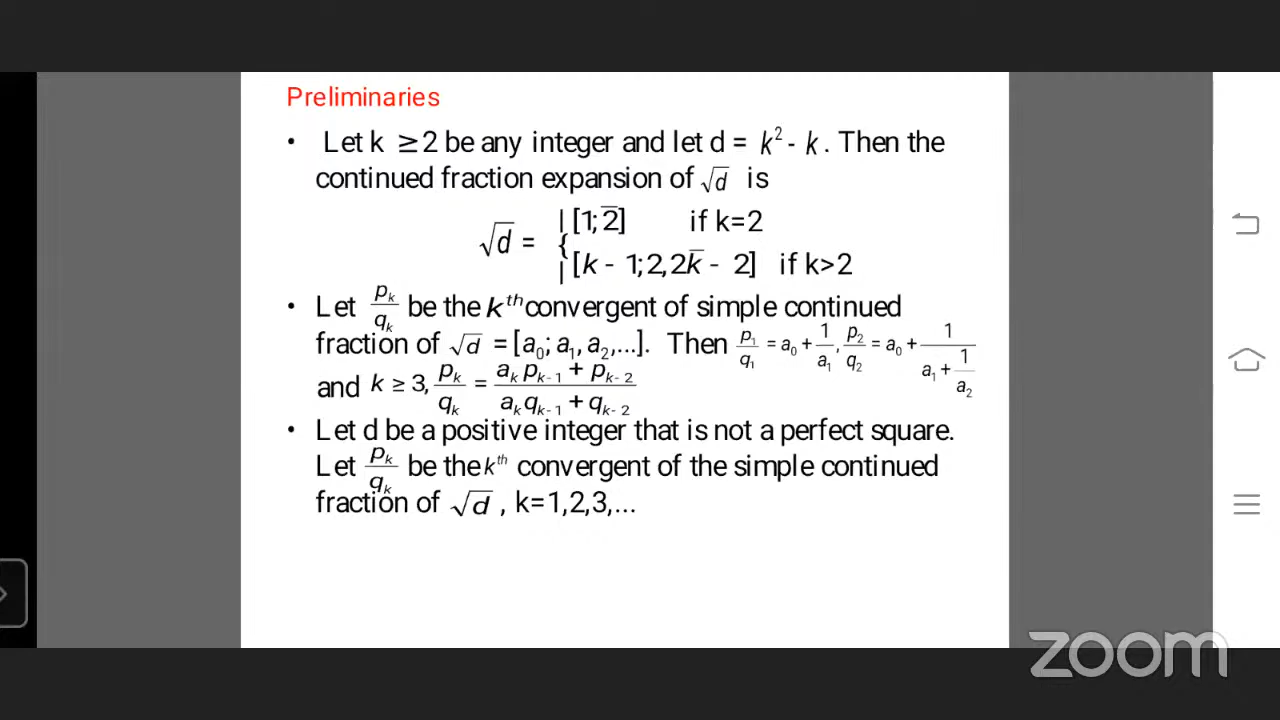 Preliminaries
• Let k ≥2 be any integer and let d = k² - k. Then the
continued fraction expansion of √d is
√d = { [1; 2̅] if k=2
[k - 1; 2, 2k̅ - 2] if k>2
• Let pₖ/qₖ be the kᵗʰ convergent of simple continued
fraction of √d = [a₀; a₁, a₂,...]. Then p₁/q₁ = a₀ + 1/a₁, p₂/q₂ = a₀ + 1/(a₁ + 1/a₂)
and k ≥ 3, pₖ/qₖ = (aₖ pₖ₋₁ + pₖ₋₂)/(aₖ qₖ₋₁ + qₖ₋₂)
• Let d be a positive integer that is not a perfect square.
Let pₖ/qₖ be the kᵗʰ convergent of the simple continued
fraction of √d , k=1,2,3,...
zoom